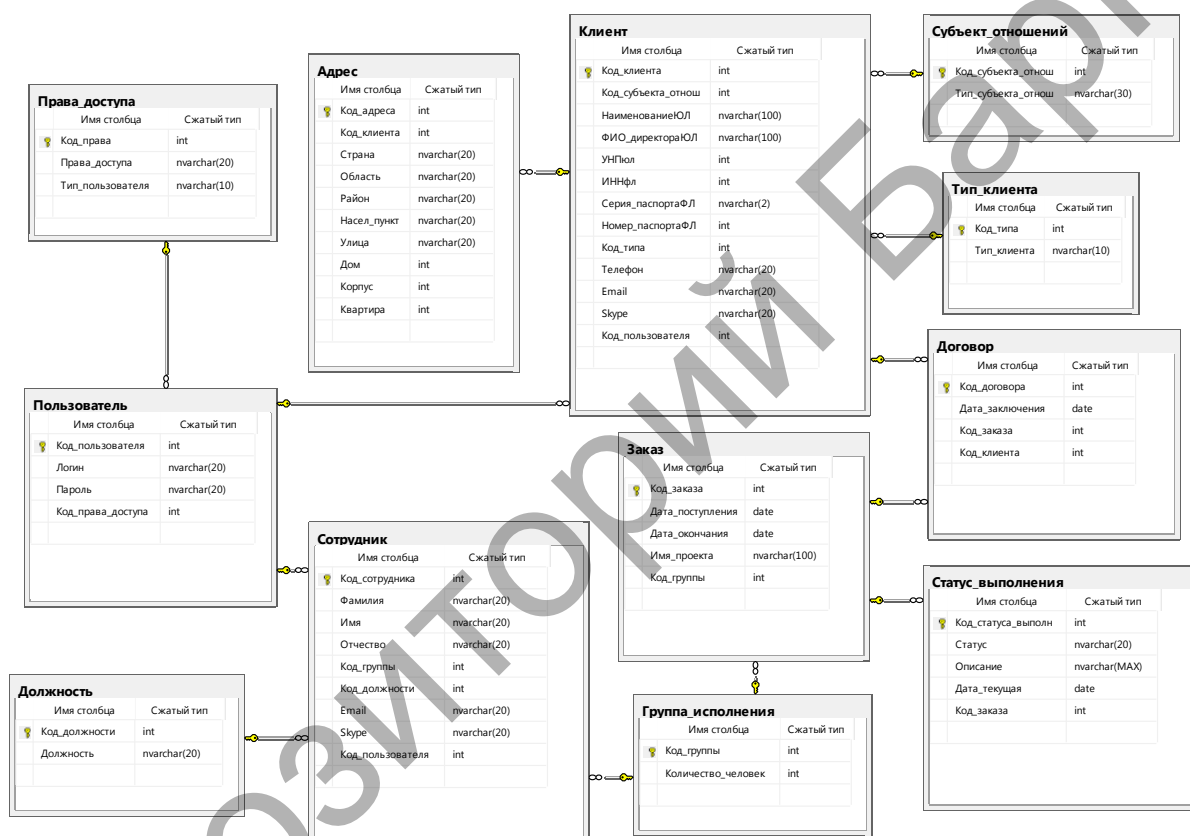 Права_доступа
Имя столбца Сжатый тип
Код_права int
Права_доступа nvarchar(20)
Тип_пользователя nvarchar(10)
Адрес
Имя столбца Сжатый тип
Код_адреса int
Код_клиента int
Страна nvarchar(20)
Область nvarchar(20)
Район nvarchar(20)
Насел_пункт nvarchar(20)
Улица nvarchar(20)
Дом int
Корпус int
Квартира int
Клиент
Имя столбца Сжатый тип
Код_клиента int
Код_субъекта_отнош int
НаименованиеЮЛ nvarchar(100)
ФИО_директораЮЛ nvarchar(100)
УНПюл int
ИННфл int
Серия_паспортаФЛ nvarchar(2)
Номер_паспортаФЛ int
Код_типа int
Телефон nvarchar(20)
Email nvarchar(20)
Skype nvarchar(20)
Код_пользователя int
Субъект_отношений
Имя столбца Сжатый тип
Код_субъекта_отнош int
Тип_субъекта_отнош nvarchar(30)
Тип_клиента
Имя столбца Сжатый тип
Код_типа int
Тип_клиента nvarchar(10)
Договор
Имя столбца Сжатый тип
Код_договора int
Дата_заключения date
Код_заказа int
Код_клиента int
Пользователь
Имя столбца Сжатый тип
Код_пользователя int
Логин nvarchar(20)
Пароль nvarchar(20)
Код_права_доступа int
Заказ
Имя столбца Сжатый тип
Код_заказа int
Дата_поступления date
Дата_окончания date
Имя_проекта nvarchar(100)
Код_группы int
Сотрудник
Имя столбца Сжатый тип
Код_сотрудника int
Фамилия nvarchar(20)
Имя nvarchar(20)
Отчество nvarchar(20)
Код_группы int
Код_должности int
Email nvarchar(20)
Skype nvarchar(20)
Код_пользователя int
Статус_выполнения
Имя столбца Сжатый тип
Код_статуса_выполн int
Статус nvarchar(20)
Описание nvarchar(MAX)
Дата_текущая date
Код_заказа int
Должность
Имя столбца Сжатый тип
Код_должности int
Должность nvarchar(20)
Группа_исполнения
Имя столбца Сжатый тип
Код_группы int
Количество_человек int
озиторий Бар